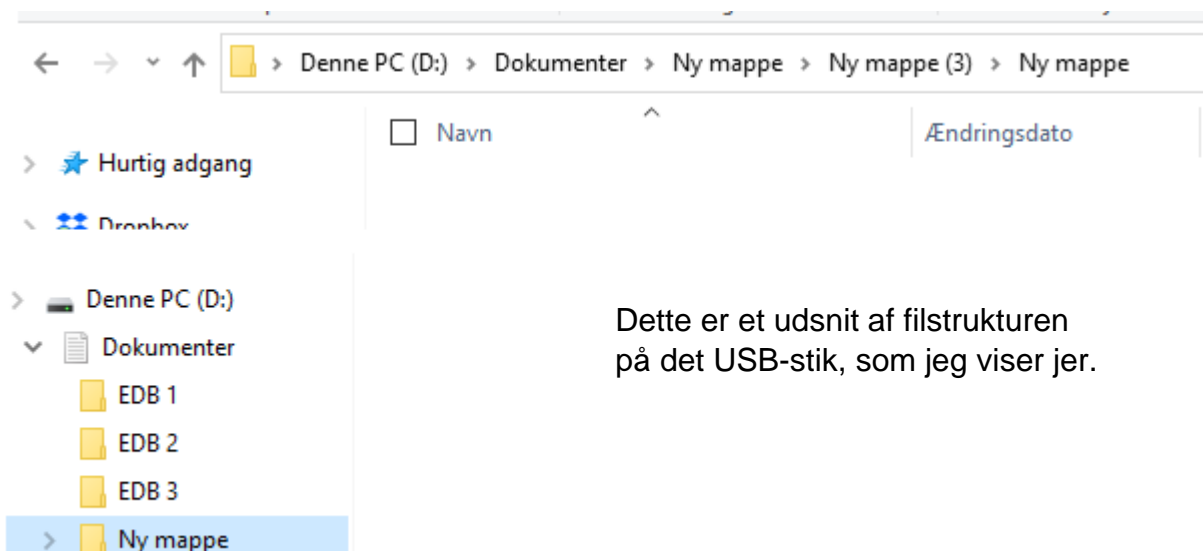 Denne PC (D:) > Dokumenter > Ny mappe > Ny mappe (3) > Ny mappe
Navn Ændringsdato
Hurtig adgang
Dropbox
Denne PC (D:)
Dokumenter
EDB 1
EDB 2
EDB 3
Ny mappe
Dette er et udsnit af filstrukturen
på det USB-stik, som jeg viser jer.